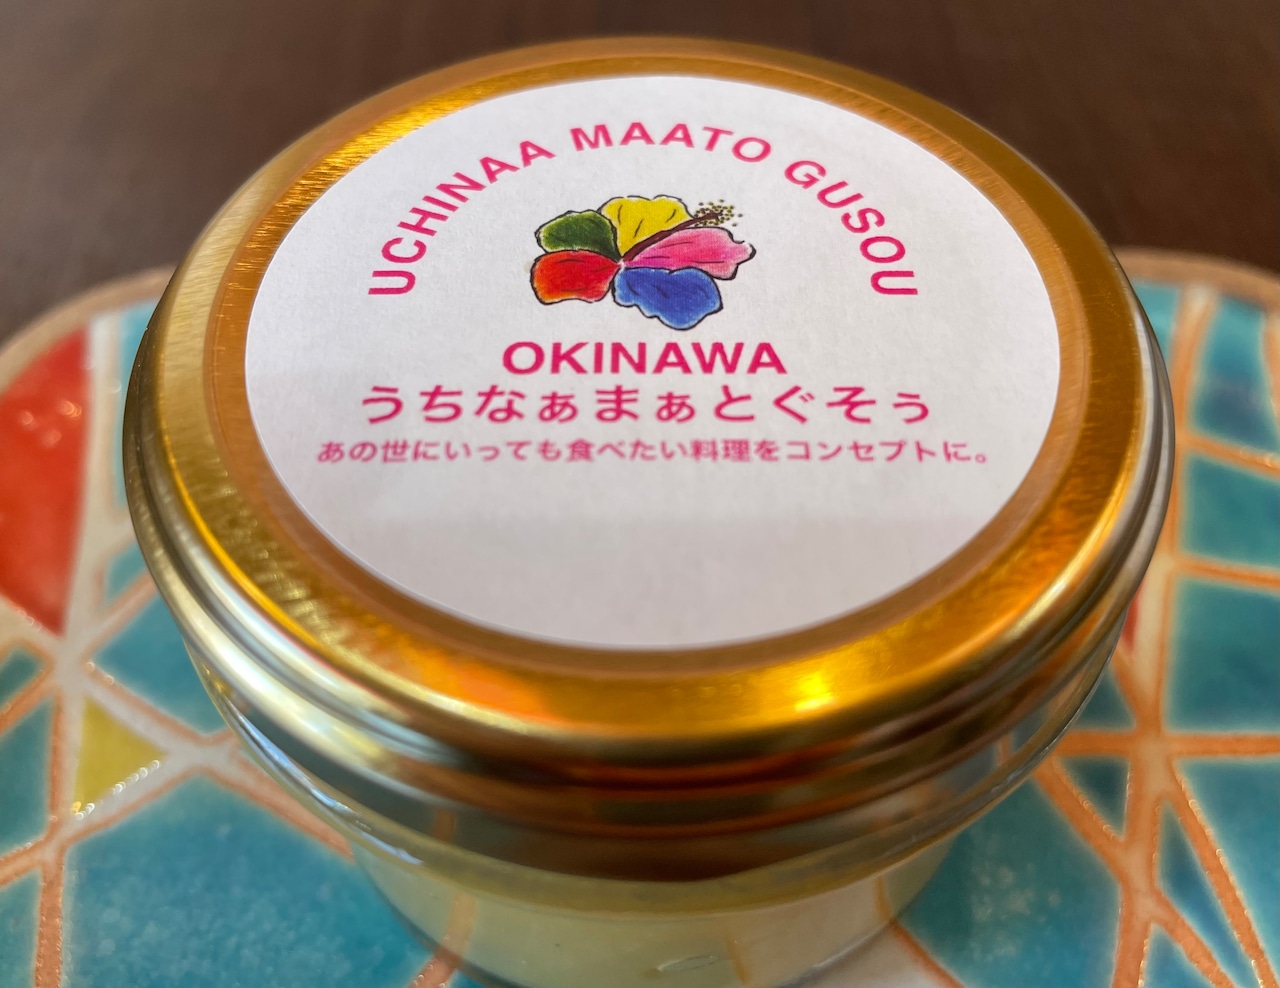 UCHINAA MAATO GUSOU
OKINAWA
うちなぁまぁとぐそぅ
あの世にいっても食べたい料理をコンセプトに。